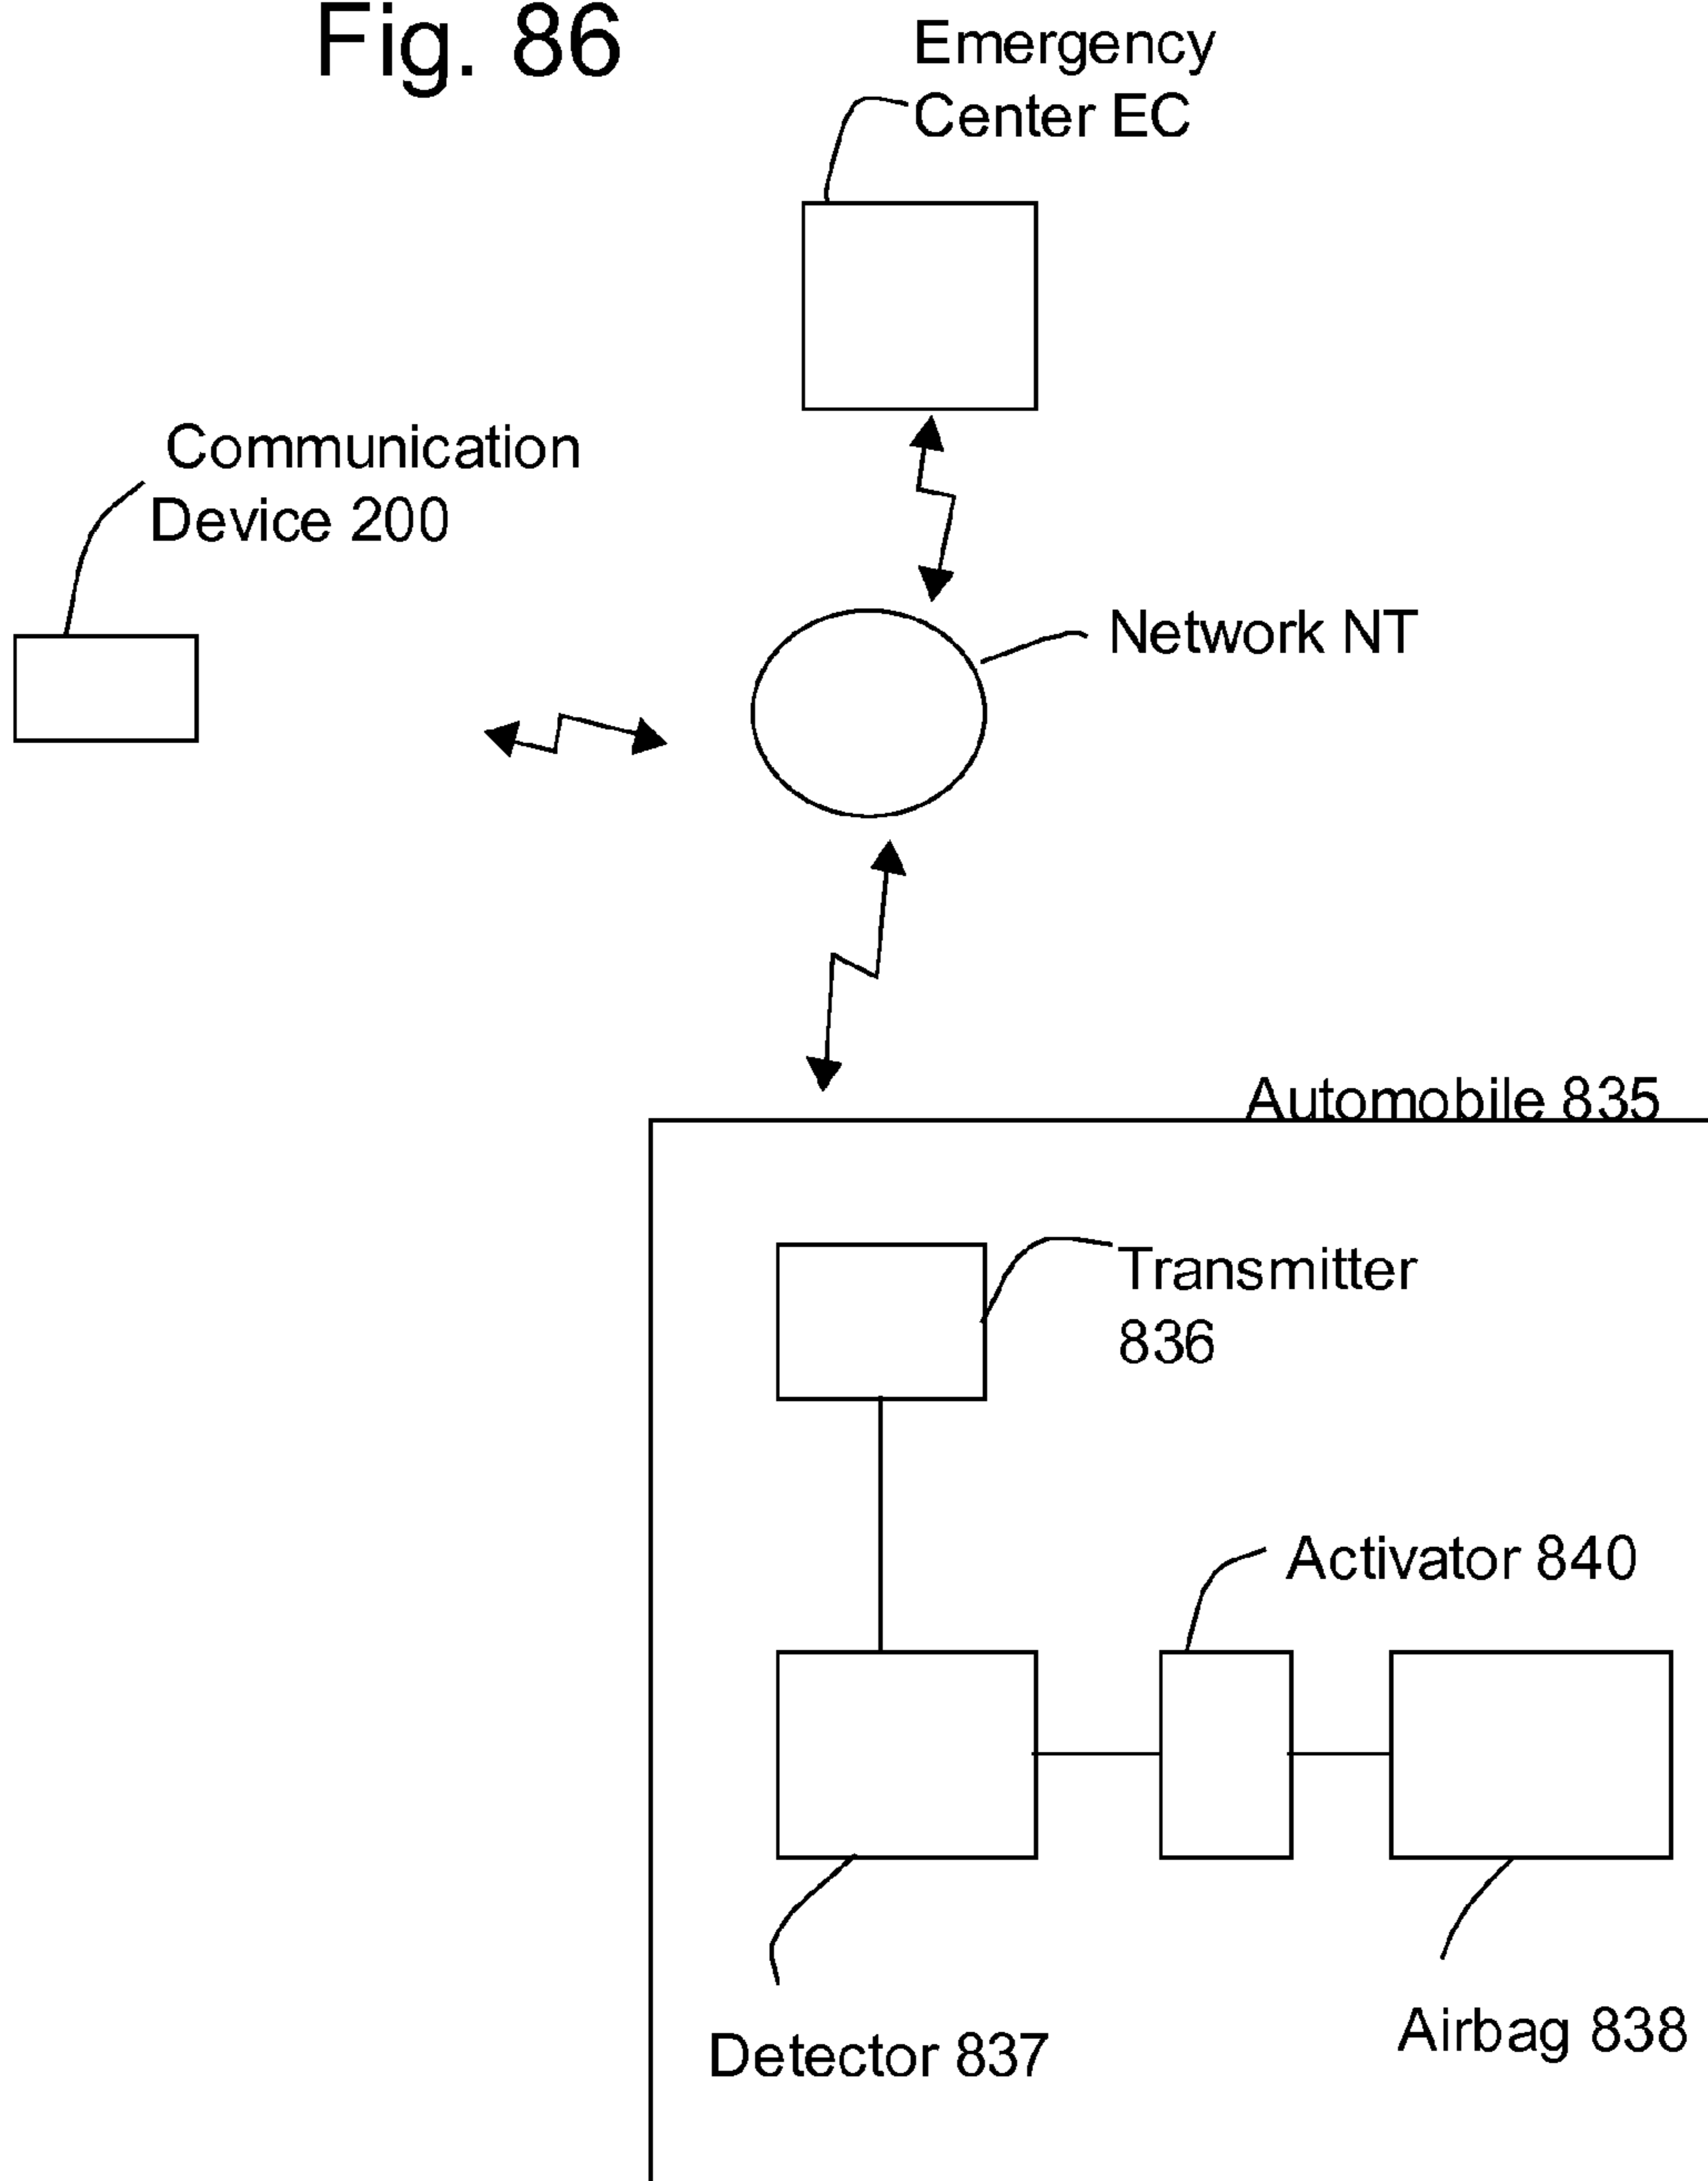 Fig. 86
Emergency
Center EC
Communication
Device 200
Network NT
Automobile 835
Transmitter
836
Activator 840
Detector 837
Airbag 838